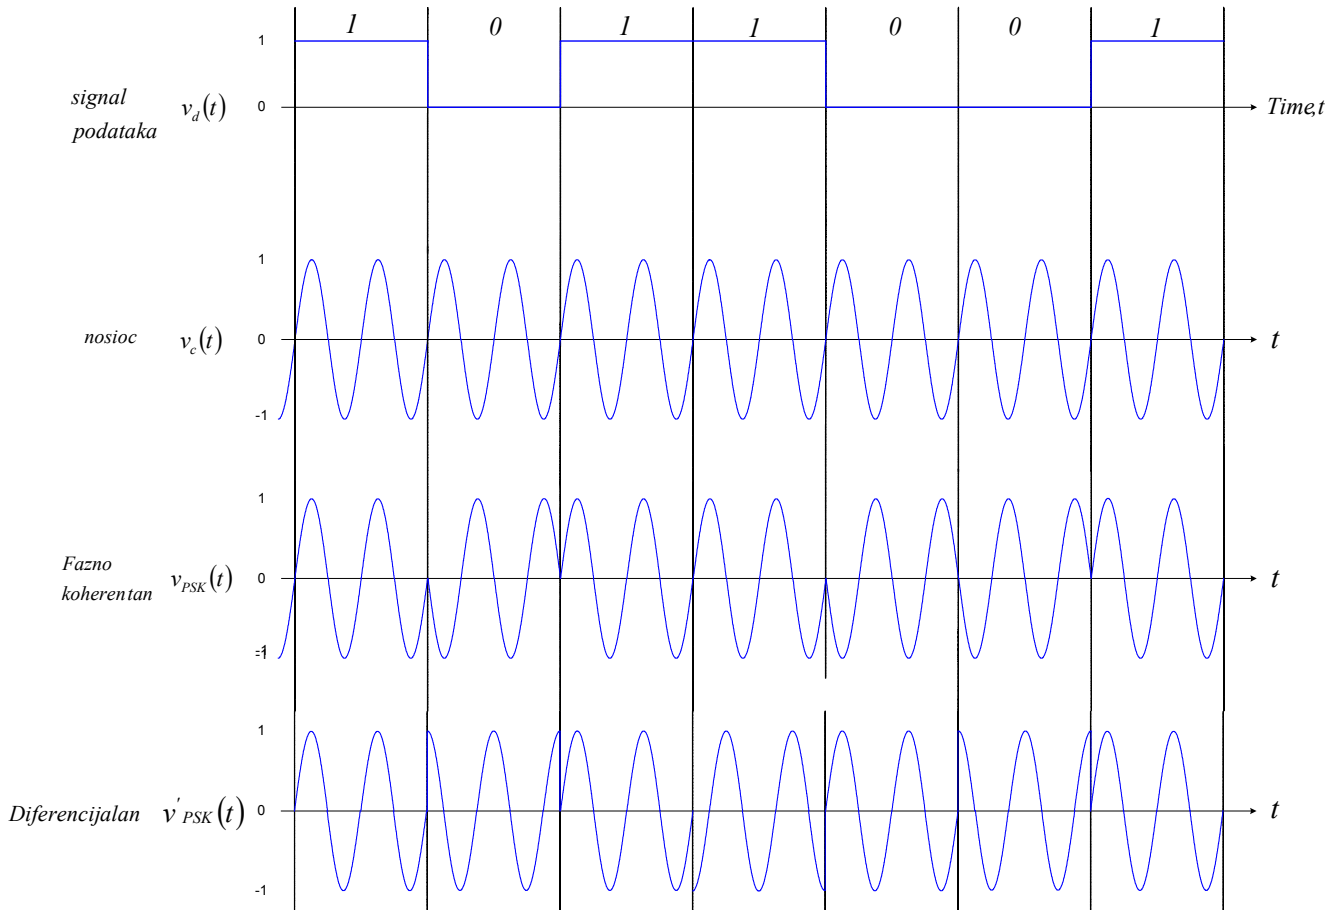 1 0 1 1 0 0 1
1
signal
podataka
v_d(t)
0
Time,t
1
nosioc
v_c(t)
0
t
-1
1
Fazno
koherentan
v_PSK(t)
0
t
-1
1
Diferencijalan
v'_PSK(t)
0
t
-1